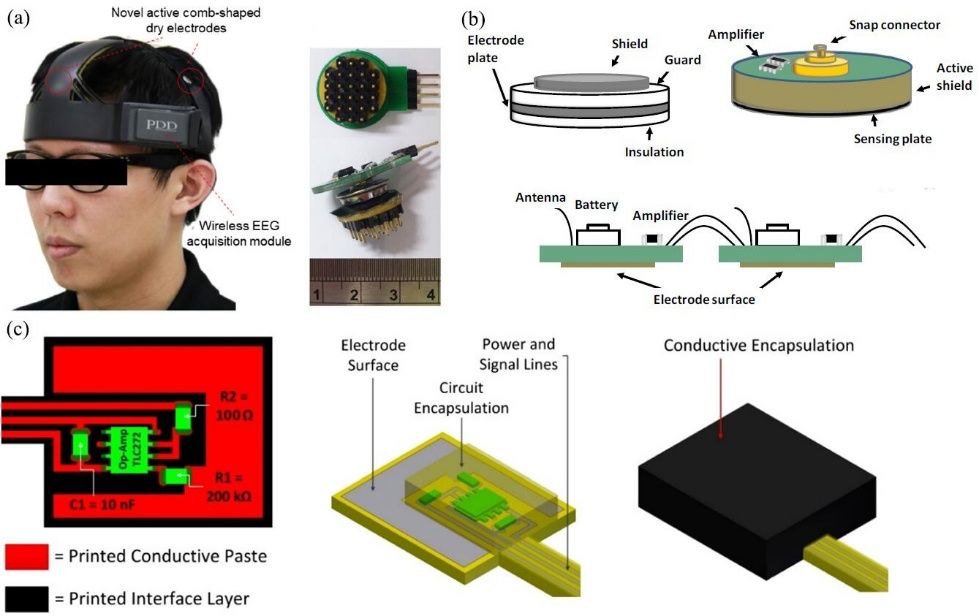 (a)
Novel active comb-shaped
dry electrodes
PDD
Wireless EEG
acquisition module
1 2 3 4
(b)
Electrode
plate
Shield
Guard
Insulation
Amplifier
Snap connector
Active
shield
Sensing plate
Antenna
Battery
Amplifier
Electrode surface
(c)
R2 =
100 Ω
Op-Amp
TLC272
R1 =
200 kΩ
C1 = 10 nF
= Printed Conductive Paste
= Printed Interface Layer
Electrode
Surface
Circuit
Encapsulation
Power and
Signal Lines
Conductive Encapsulation